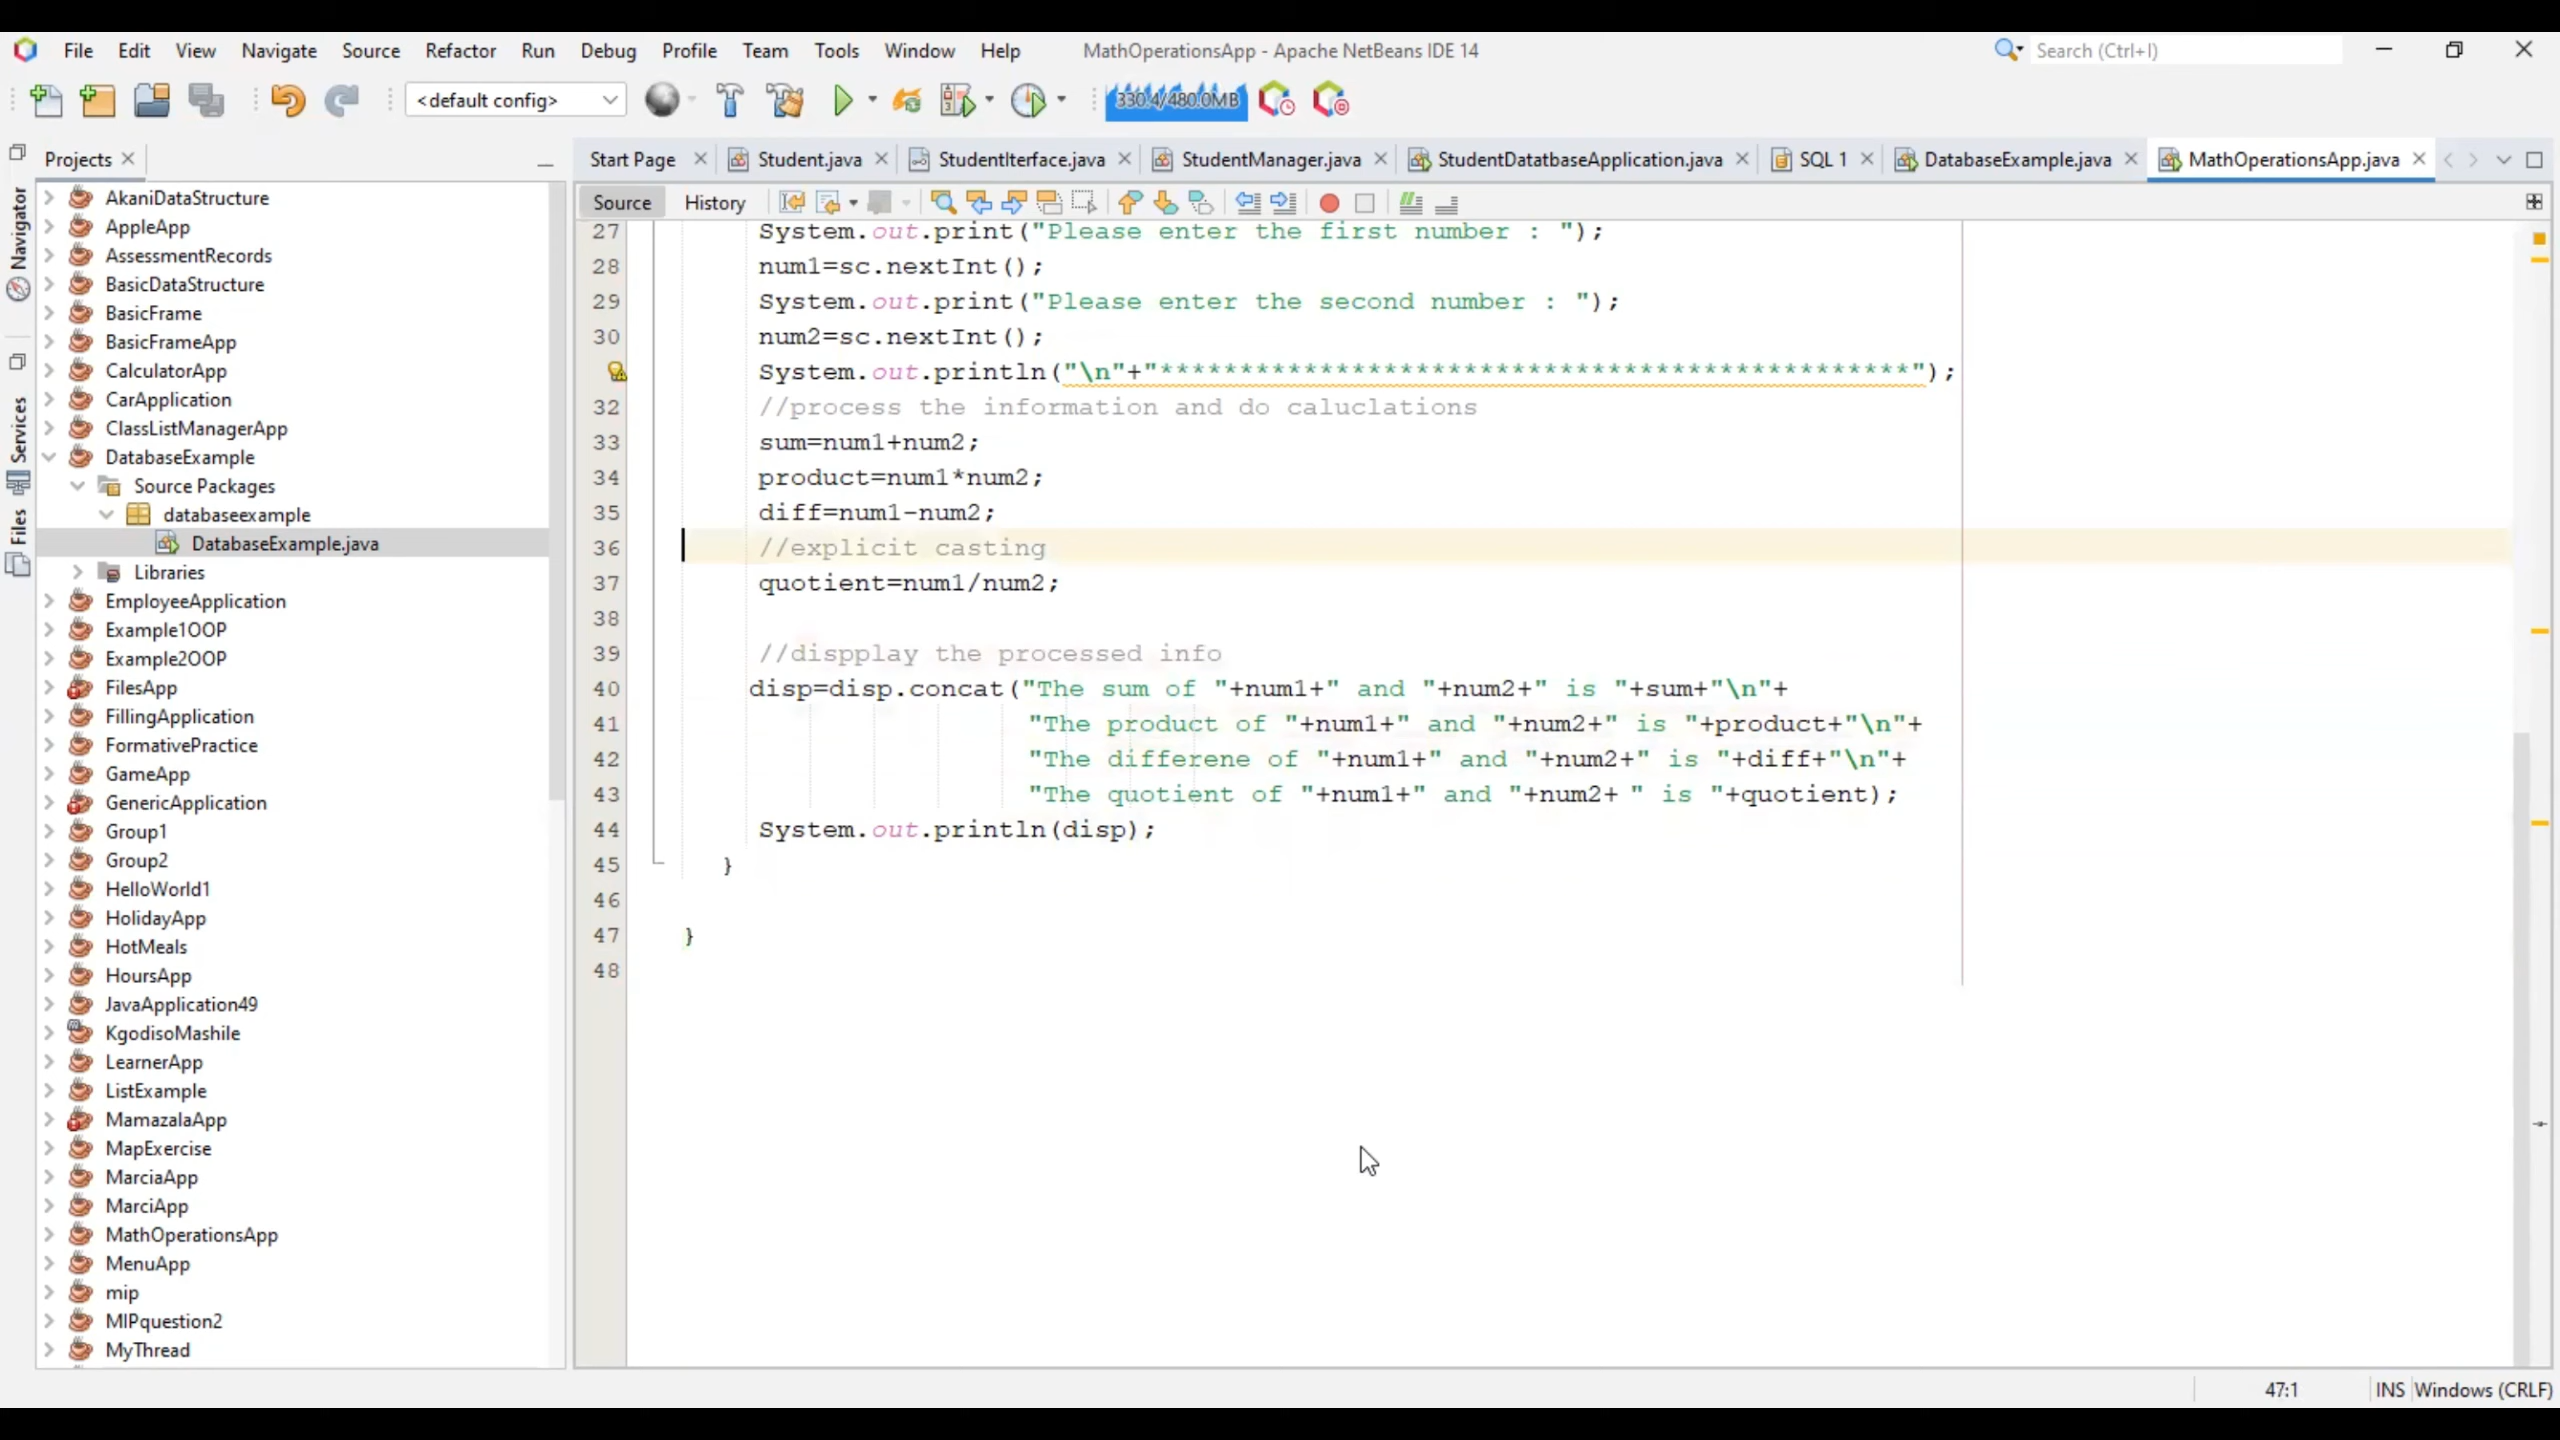 File Edit View Navigate Source Refactor Run Debug Profile Team Tools Window Help MathOperationsApp - Apache NetBeans IDE 14 Search (Ctrl+I)
<default config> 330.4/480.0MB
Projects
Start Page Student.java StudentIterface.java StudentManager.java StudentDatatbaseApplication.java SQL 1 DatabaseExample.java MathOperationsApp.java
Navigator
Services
Files
AkaniDataStructure
AppleApp
AssessmentRecords
BasicDataStructure
BasicFrame
BasicFrameApp
CalculatorApp
CarApplication
ClassListManagerApp
DatabaseExample
Source Packages
databaseexample
DatabaseExample.java
Libraries
EmployeeApplication
Example1OOP
Example2OOP
FilesApp
FillingApplication
FormativePractice
GameApp
GenericApplication
Group1
Group2
HelloWorld1
HolidayApp
HotMeals
HoursApp
JavaApplication49
KgodisoMashile
LearnerApp
ListExample
MamazalaApp
MapExercise
MarciaApp
MarciApp
MathOperationsApp
MenuApp
mip
MIPquestion2
MyThread
Source History
27 System.out.print("Please enter the first number : ");
28 num1=sc.nextInt();
29 System.out.print("Please enter the second number : ");
30 num2=sc.nextInt();
System.out.println("\n"+"***********************************************");
32 //process the information and do caluclations
33 sum=num1+num2;
34 product=num1*num2;
35 diff=num1-num2;
36 //explicit casting
37 quotient=num1/num2;
38
39 //dispplay the processed info
40 disp=disp.concat("The sum of "+num1+" and "+num2+" is "+sum+"\n"+
41 "The product of "+num1+" and "+num2+" is "+product+"\n"+
42 "The differene of "+num1+" and "+num2+" is "+diff+"\n"+
43 "The quotient of "+num1+" and "+num2+ " is "+quotient);
44 System.out.println(disp);
45 }
46
47 }
48
47:1 INS Windows (CRLF)